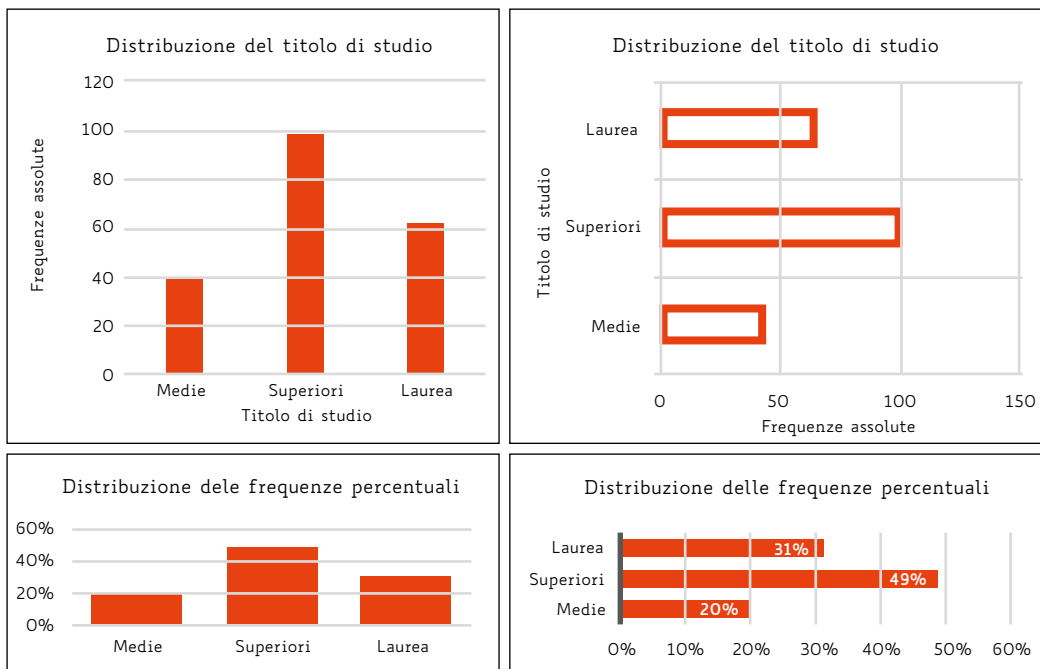 Distribuzione del titolo di studio
120
100
80
60
40
20
0
Frequenze assolute
Medie Superiori Laurea
Titolo di studio
Distribuzione del titolo di studio
Titolo di studio
Laurea
Superiori
Medie
0 50 100 150
Frequenze assolute
Distribuzione dele frequenze percentuali
60%
40%
20%
0%
Medie Superiori Laurea
Distribuzione delle frequenze percentuali
Laurea 31%
Superiori 49%
Medie 20%
0% 10% 20% 30% 40% 50% 60%